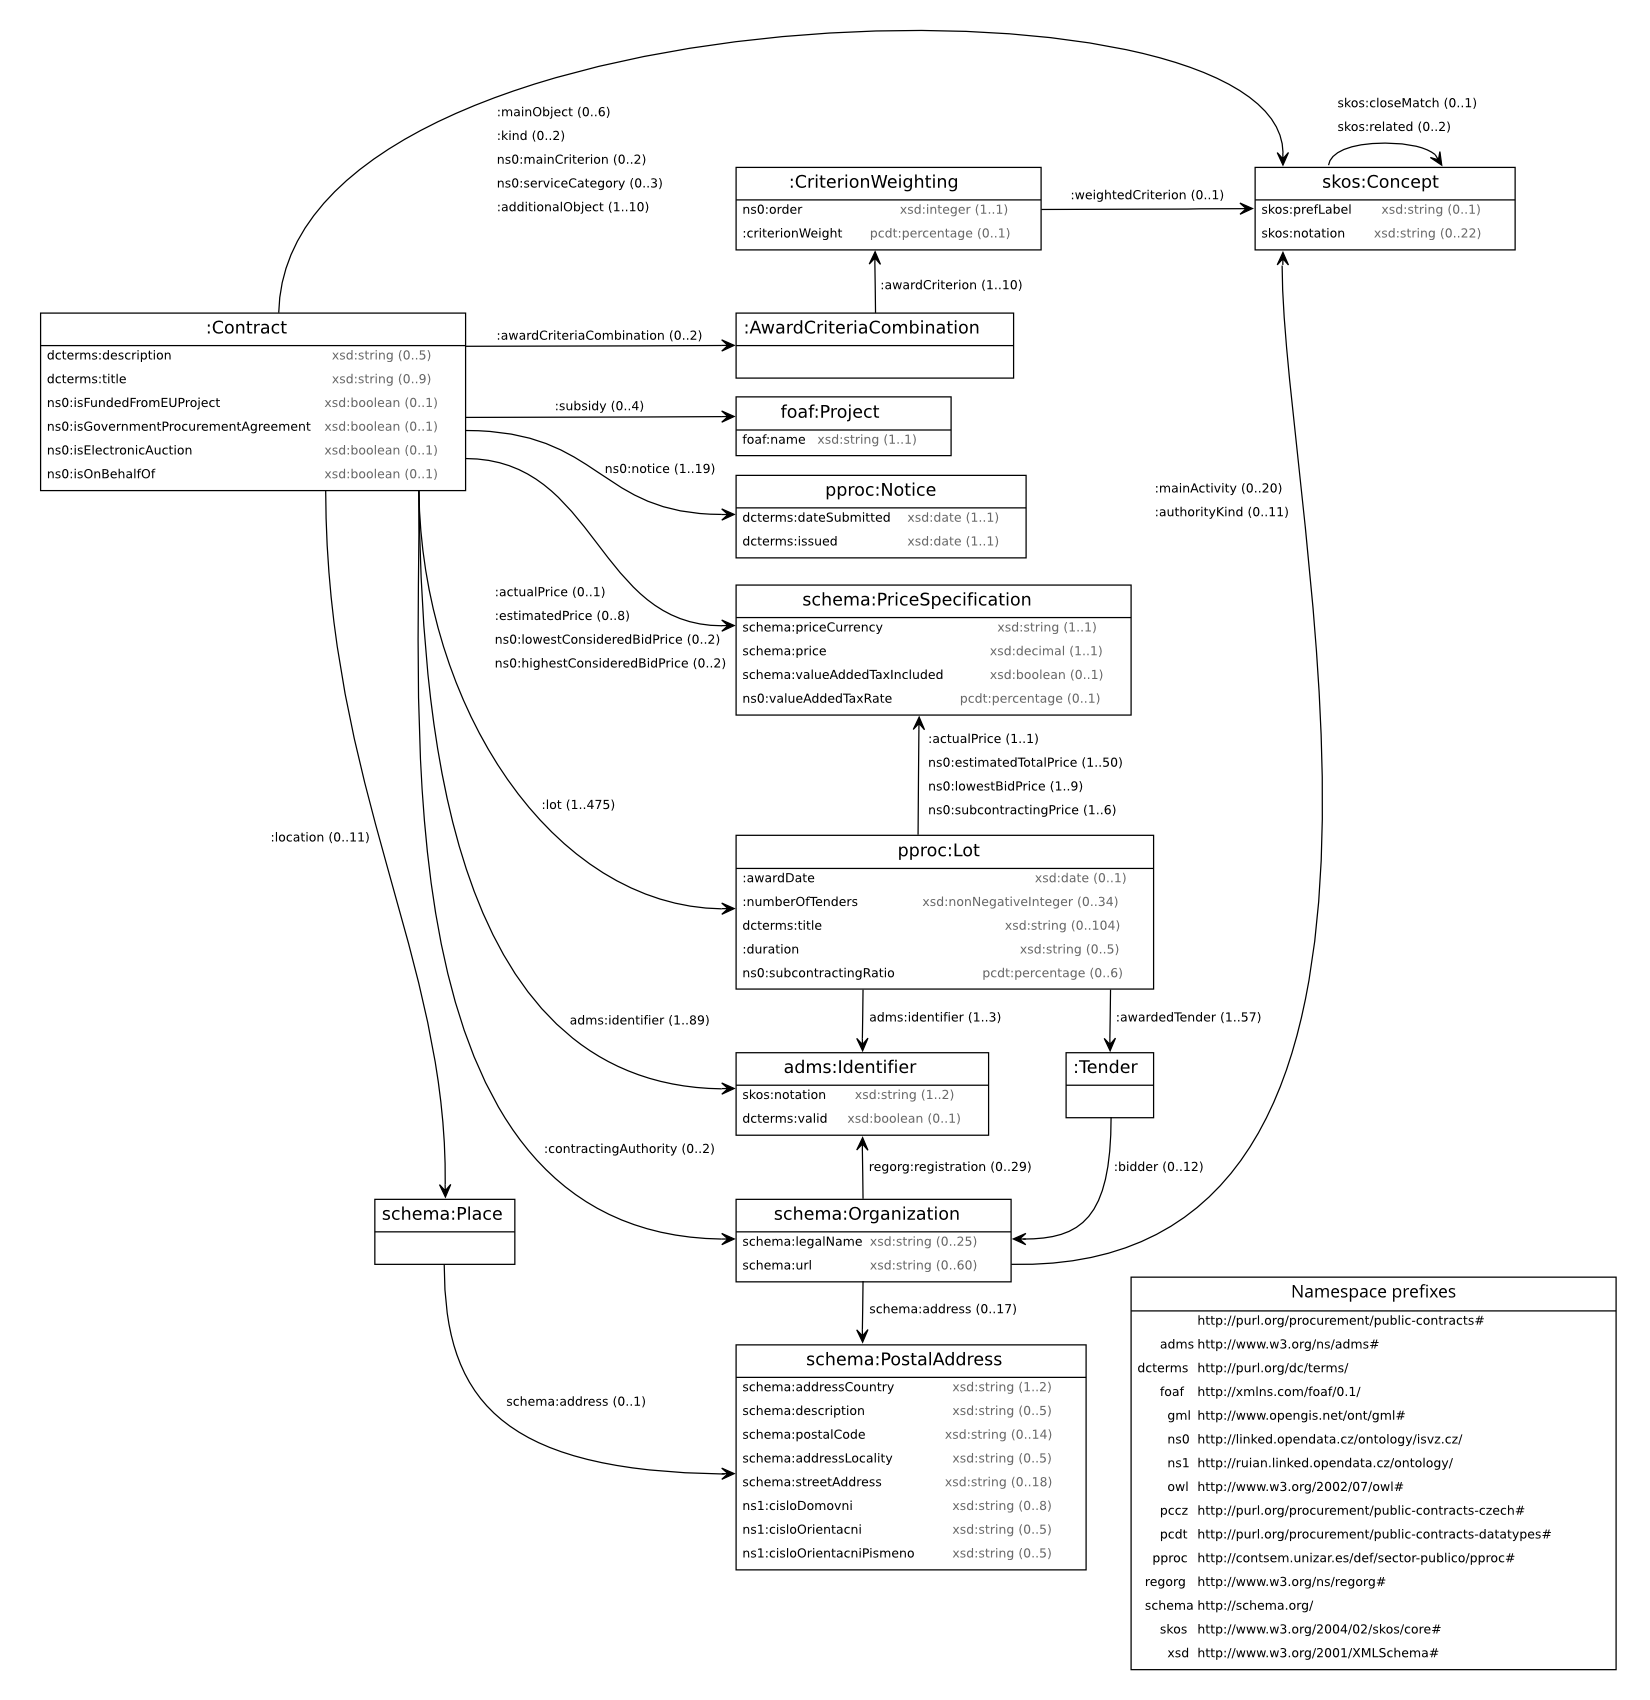 :mainObject (0..6)
:kind (0..2)
ns0:mainCriterion (0..2)
ns0:serviceCategory (0..3)
:additionalObject (1..10)
skos:closeMatch (0..1)
skos:related (0..2)
:CriterionWeighting
ns0:order xsd:integer (1..1)
:criterionWeight pcdt:percentage (0..1)
:weightedCriterion (0..1)
skos:Concept
skos:prefLabel xsd:string (0..1)
skos:notation xsd:string (0..22)
:awardCriterion (1..10)
:Contract
dcterms:description xsd:string (0..5)
dcterms:title xsd:string (0..9)
ns0:isFundedFromEUProject xsd:boolean (0..1)
ns0:isGovernmentProcurementAgreement xsd:boolean (0..1)
ns0:isElectronicAuction xsd:boolean (0..1)
ns0:isOnBehalfOf xsd:boolean (0..1)
:awardCriteriaCombination (0..2)
:AwardCriteriaCombination
:subsidy (0..4)
foaf:Project
foaf:name xsd:string (1..1)
ns0:notice (1..19)
pproc:Notice
dcterms:dateSubmitted xsd:date (1..1)
dcterms:issued xsd:date (1..1)
:mainActivity (0..20)
:authorityKind (0..11)
:actualPrice (0..1)
:estimatedPrice (0..8)
ns0:lowestConsideredBidPrice (0..2)
ns0:highestConsideredBidPrice (0..2)
schema:PriceSpecification
schema:priceCurrency xsd:string (1..1)
schema:price xsd:decimal (1..1)
schema:valueAddedTaxIncluded xsd:boolean (0..1)
ns0:valueAddedTaxRate pcdt:percentage (0..1)
:actualPrice (1..1)
ns0:estimatedTotalPrice (1..50)
ns0:lowestBidPrice (1..9)
ns0:subcontractingPrice (1..6)
:lot (1..475)
:location (0..11)
pproc:Lot
:awardDate xsd:date (0..1)
:numberOfTenders xsd:nonNegativeInteger (0..34)
dcterms:title xsd:string (0..104)
:duration xsd:string (0..5)
ns0:subcontractingRatio pcdt:percentage (0..6)
adms:identifier (1..89)
adms:identifier (1..3)
:awardedTender (1..57)
adms:Identifier
skos:notation xsd:string (1..2)
dcterms:valid xsd:boolean (0..1)
:Tender
:contractingAuthority (0..2)
regorg:registration (0..29)
:bidder (0..12)
schema:Place
schema:Organization
schema:legalName xsd:string (0..25)
schema:url xsd:string (0..60)
schema:address (0..17)
schema:address (0..1)
schema:PostalAddress
schema:addressCountry xsd:string (1..2)
schema:description xsd:string (0..5)
schema:postalCode xsd:string (0..14)
schema:addressLocality xsd:string (0..5)
schema:streetAddress xsd:string (0..18)
ns1:cisloDomovni xsd:string (0..8)
ns1:cisloOrientacni xsd:string (0..5)
ns1:cisloOrientacniPismeno xsd:string (0..5)
Namespace prefixes
http://purl.org/procurement/public-contracts#
adms http://www.w3.org/ns/adms#
dcterms http://purl.org/dc/terms/
foaf http://xmlns.com/foaf/0.1/
gml http://www.opengis.net/ont/gml#
ns0 http://linked.opendata.cz/ontology/isvz.cz/
ns1 http://ruian.linked.opendata.cz/ontology/
owl http://www.w3.org/2002/07/owl#
pccz http://purl.org/procurement/public-contracts-czech#
pcdt http://purl.org/procurement/public-contracts-datatypes#
pproc http://contsem.unizar.es/def/sector-publico/pproc#
regorg http://www.w3.org/ns/regorg#
schema http://schema.org/
skos http://www.w3.org/2004/02/skos/core#
xsd http://www.w3.org/2001/XMLSchema#